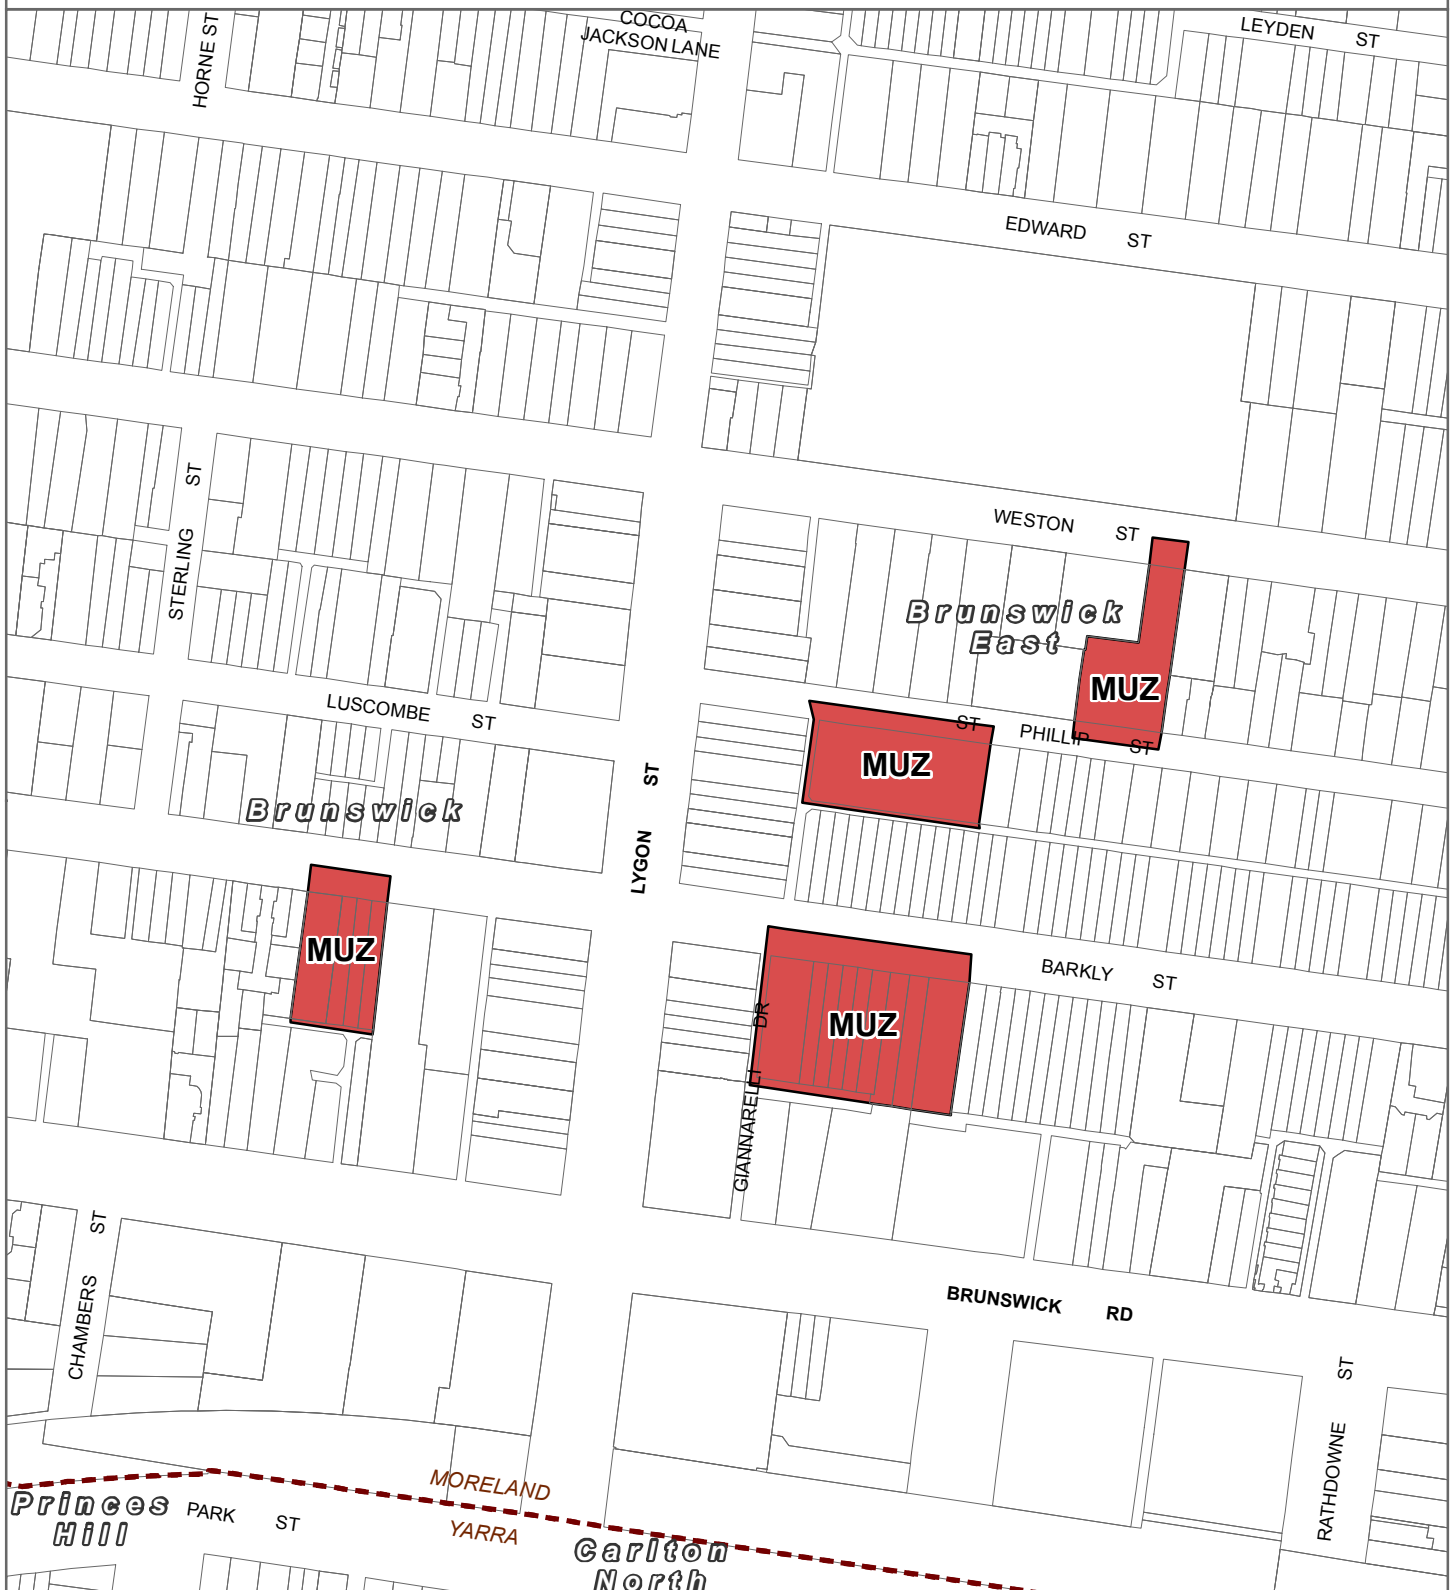 COCOA
JACKSON LANE
LEYDEN ST
HORNE ST
EDWARD ST
STERLING ST
WESTON ST
Brunswick
East
MUZ
LUSCOMBE ST
ST
PHILLIP ST
MUZ
LYGON ST
Brunswick
MUZ
BARKLY ST
MUZ
GIANNARELLI DR
CHAMBERS ST
BRUNSWICK RD
RATHDOWNE ST
MORELAND
YARRA
Princes
Hill
PARK ST
Carlton
North